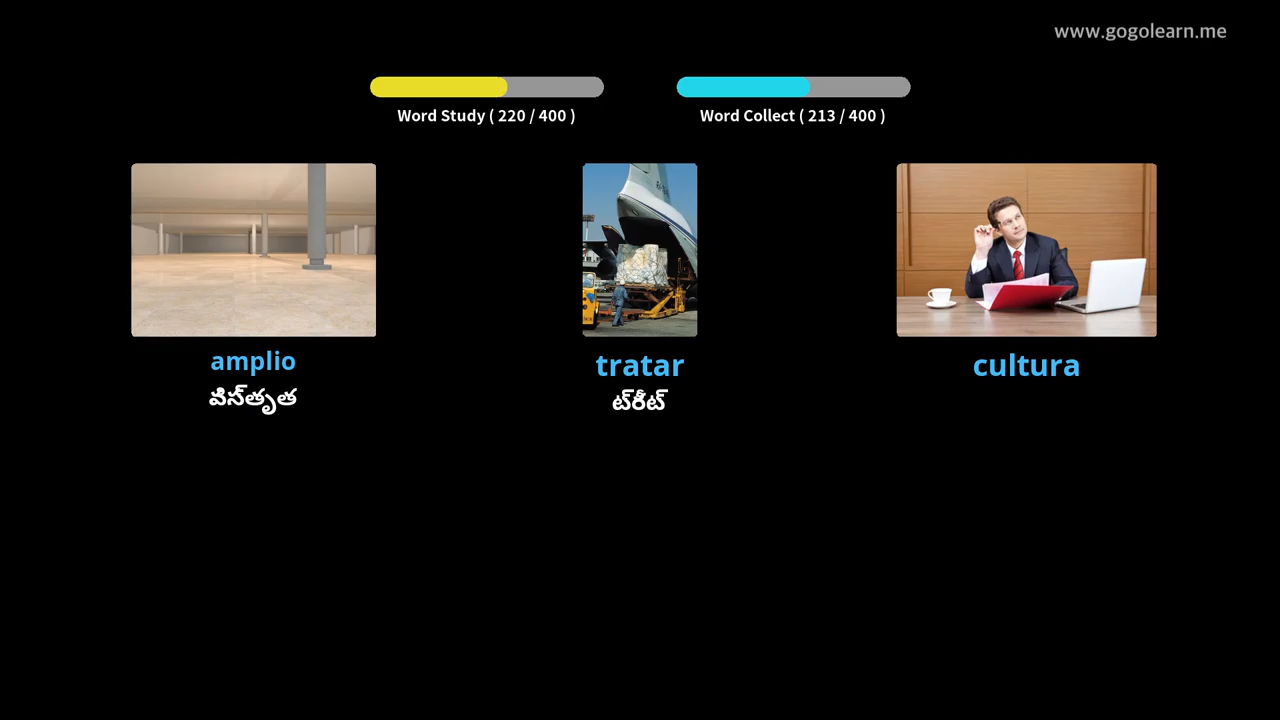 www.gogolearn.me
Word Study ( 220 / 400 )
Word Collect ( 213 / 400 )
amplio
విస్తృత
tratar
ట్రీట్
cultura